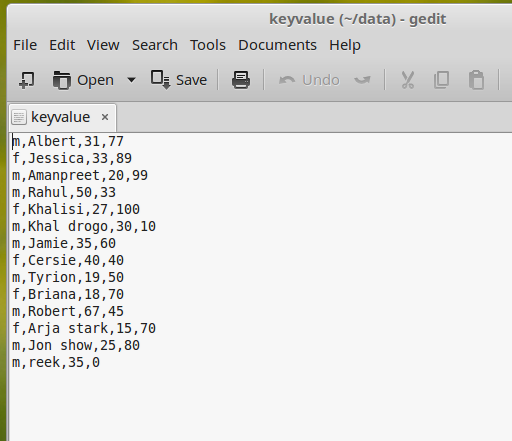 keyvalue (~/data) - gedit
File Edit View Search Tools Documents Help
Open Save Undo
keyvalue ×
m,Albert,31,77
f,Jessica,33,89
m,Amanpreet,20,99
m,Rahul,50,33
f,Khalisi,27,100
m,Khal drogo,30,10
m,Jamie,35,60
f,Cersie,40,40
m,Tyrion,19,50
f,Briana,18,70
m,Robert,67,45
f,Arja stark,15,70
m,Jon show,25,80
m,reek,35,0